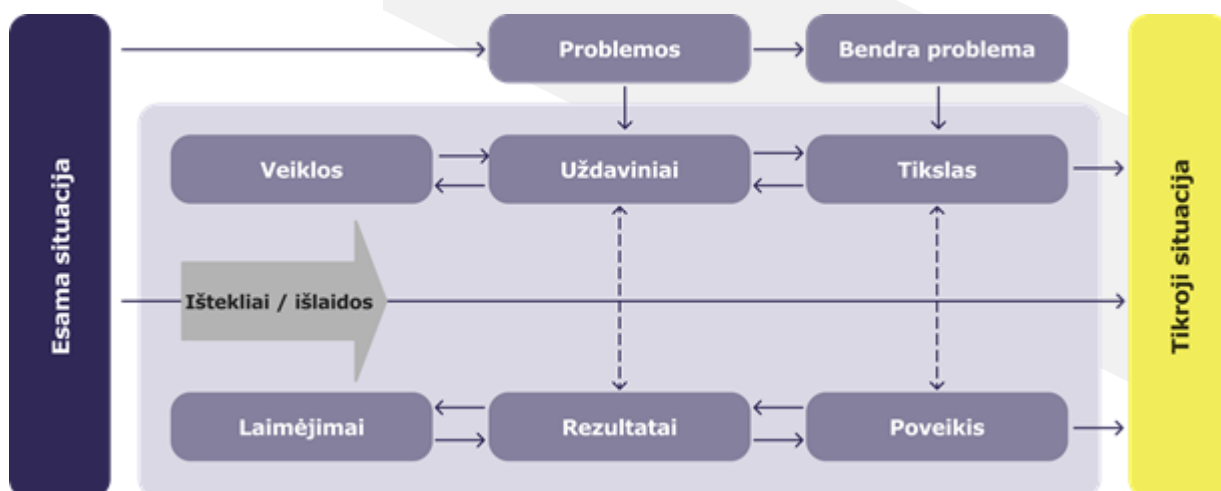 Esama situacija
Problemos
Bendra problema
Veiklos
Uždaviniai
Tikslas
Ištekliai / išlaidos
Laimėjimai
Rezultatai
Poveikis
Tikroji situacija